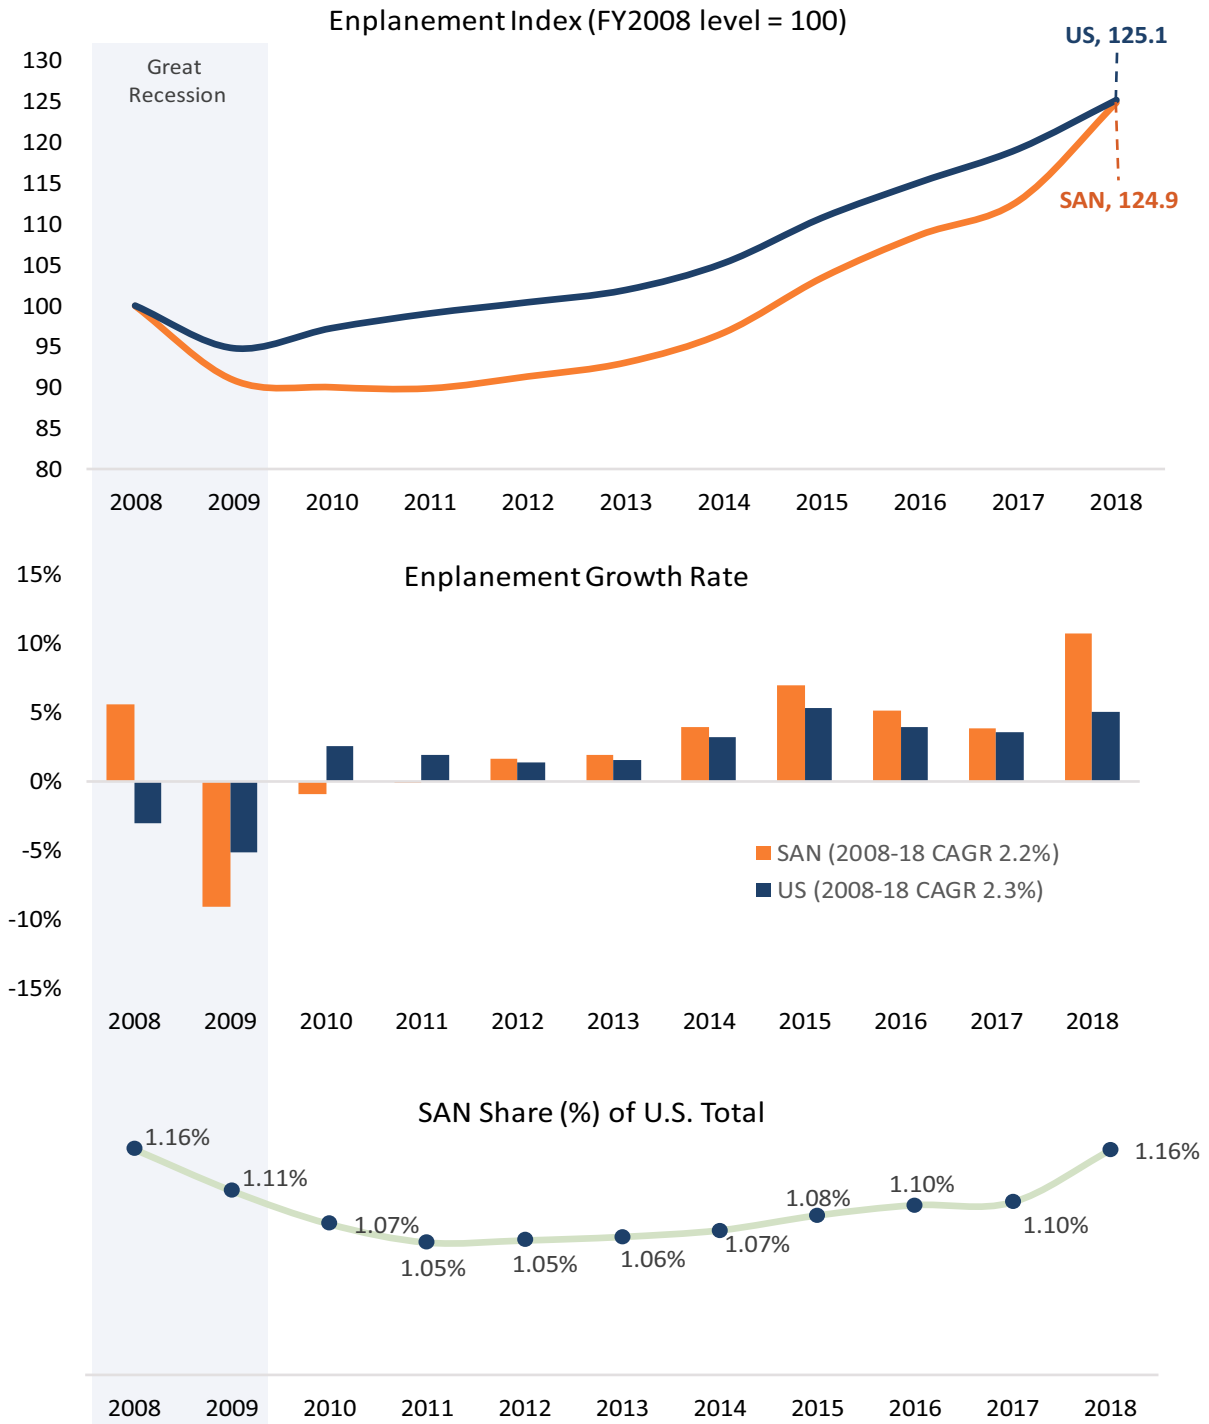 Enplanement Index (FY2008 level = 100)
US, 125.1
130
Great
Recession
125
120
115
SAN, 124.9
110
105
100
95
90
85
80
2008 2009 2010 2011 2012 2013 2014 2015 2016 2017 2018
Enplanement Growth Rate
15%
10%
5%
0%
-5%
-10%
-15%
SAN (2008-18 CAGR 2.2%)
US (2008-18 CAGR 2.3%)
2008 2009 2010 2011 2012 2013 2014 2015 2016 2017 2018
SAN Share (%) of U.S. Total
1.16% 1.11% 1.07% 1.05% 1.05% 1.06% 1.07% 1.08% 1.10% 1.10% 1.16%
2008 2009 2010 2011 2012 2013 2014 2015 2016 2017 2018